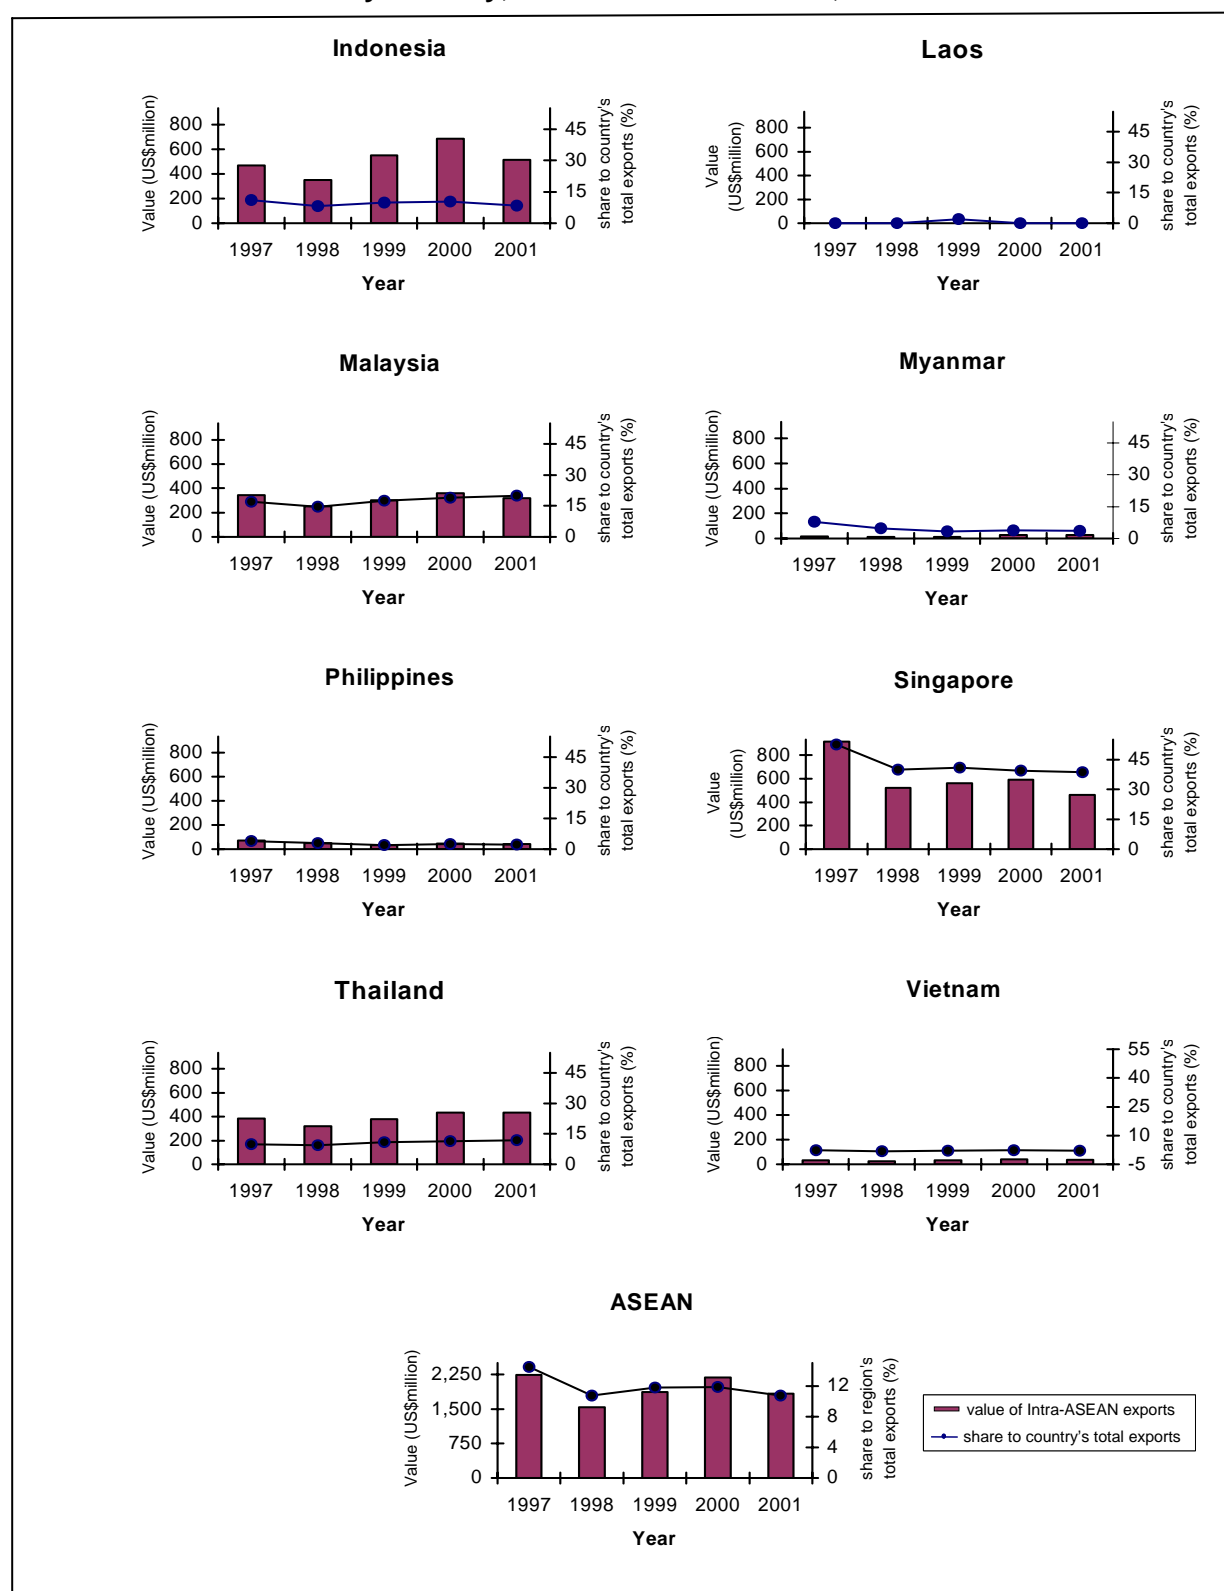 Indonesia
Value (US$million)
800
600
400
200
0
45
30
15
0
share to country's
total exports (%)
1997 1998 1999 2000 2001
Year
Laos
Value
(US$million)
800
600
400
200
0
45
30
15
0
share to country's
total exports (%)
1997 1998 1999 2000 2001
Year
Malaysia
Value (US$million)
800
600
400
200
0
45
30
15
0
share to country's
total exports (%)
1997 1998 1999 2000 2001
Year
Myanmar
Value (US$million)
800
600
400
200
0
45
30
15
0
share to country's
total exports (%)
1997 1998 1999 2000 2001
Year
Philippines
Value (US$million)
800
600
400
200
0
45
30
15
0
share to country's
total exports (%)
1997 1998 1999 2000 2001
Year
Singapore
Value
(US$million)
800
600
400
200
0
45
30
15
0
share to country's
total exports (%)
1997 1998 1999 2000 2001
Year
Thailand
Value (US$milion)
800
600
400
200
0
45
30
15
0
share to country's
total exports (%)
1997 1998 1999 2000 2001
Year
Vietnam
Value (US$million)
800
600
400
200
0
55
40
25
10
-5
share to country's
total exports (%)
1997 1998 1999 2000 2001
Year
ASEAN
Value (US$million)
2,250
1,500
750
0
12
8
4
0
share to region's
total exports (%)
1997 1998 1999 2000 2001
Year
value of Intra-ASEAN exports
share to country's total exports